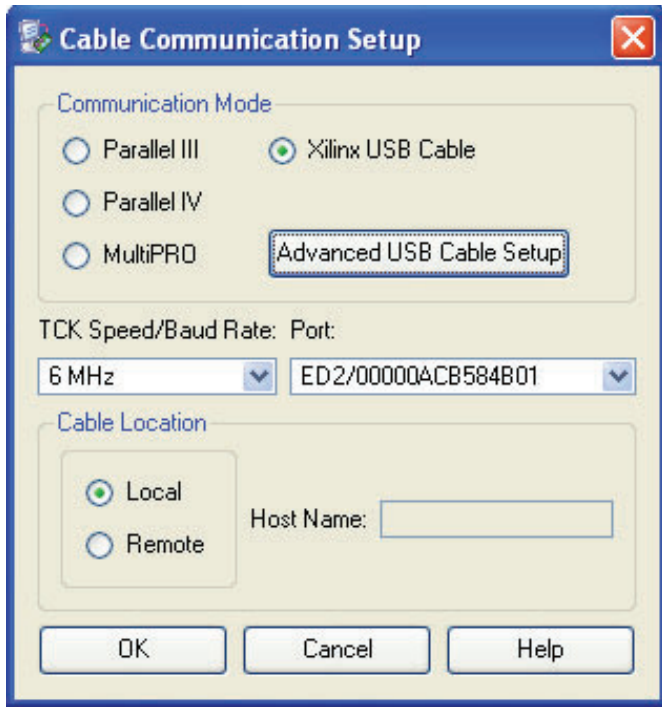 Cable Communication Setup
Communication Mode
Parallel III
Xilinx USB Cable
Parallel IV
MultiPRO
Advanced USB Cable Setup
TCK Speed/Baud Rate: Port:
6 MHz
ED2/00000ACB584B01
Cable Location
Local
Host Name:
Remote
OK
Cancel
Help